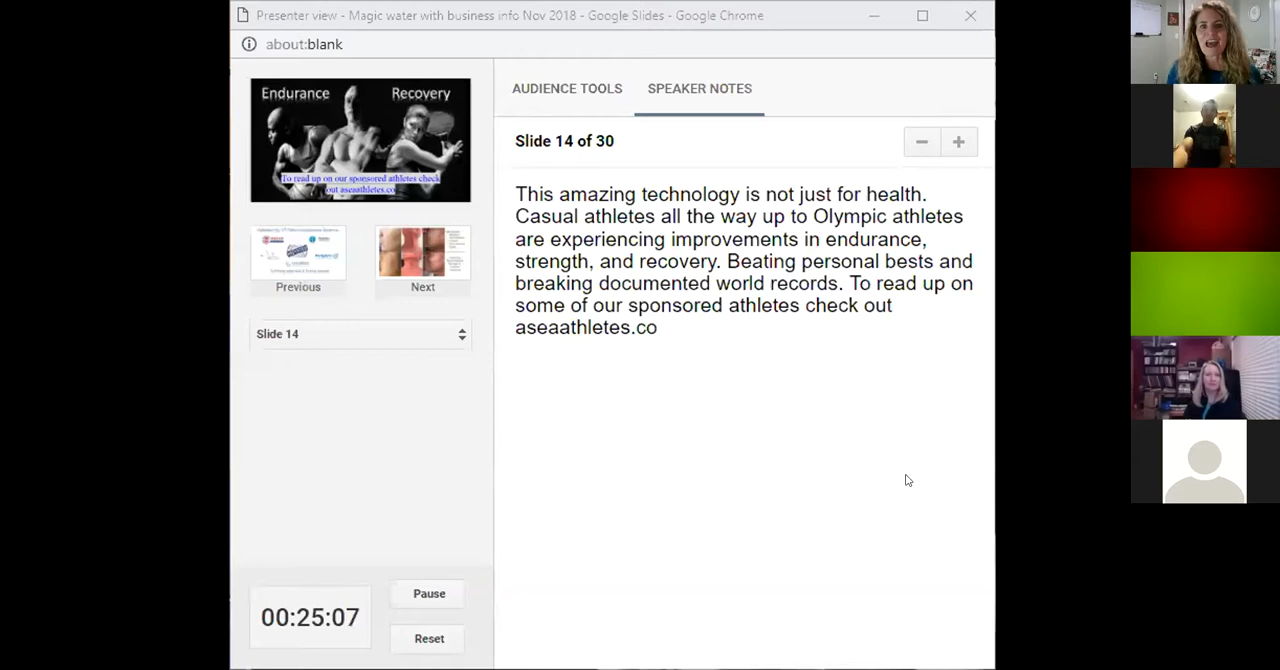 Presenter view - Magic water with business info Nov 2018 - Google Slides - Google Chrome
about:blank
Endurance Recovery
To read up on our sponsored athletes check
out aseaathletes.co
Previous
Next
Slide 14
00:25:07
Pause
Reset
AUDIENCE TOOLS
SPEAKER NOTES
Slide 14 of 30
This amazing technology is not just for health.
Casual athletes all the way up to Olympic athletes
are experiencing improvements in endurance,
strength, and recovery. Beating personal bests and
breaking documented world records. To read up on
some of our sponsored athletes check out
aseaathletes.co